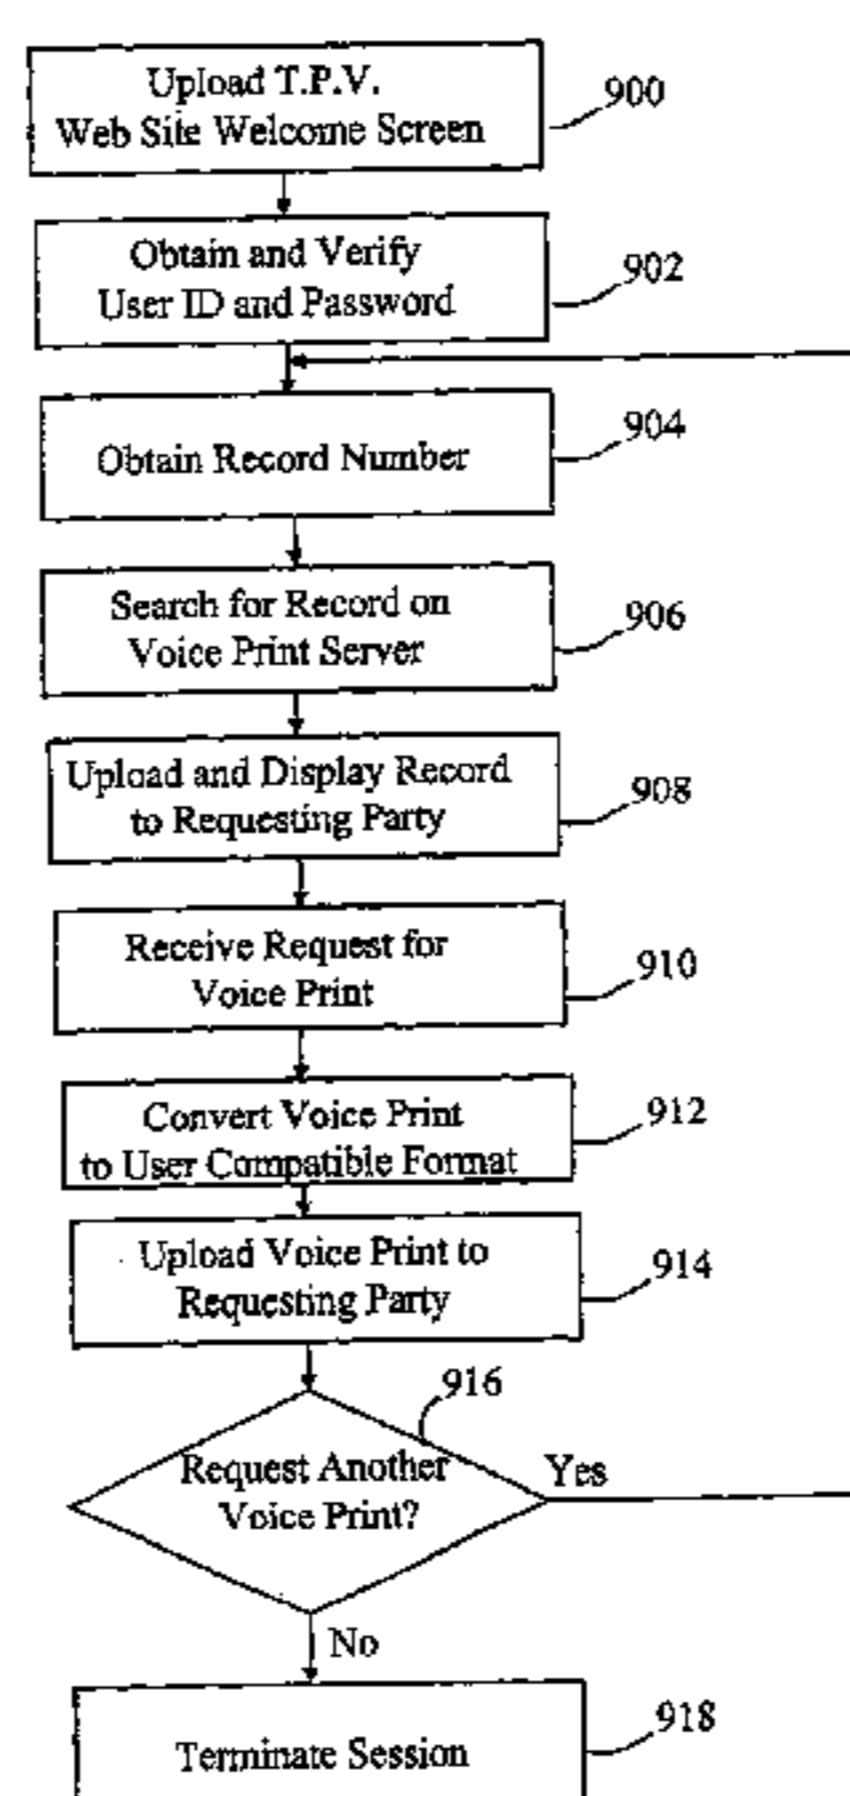 Upload T.P.V.
Web Site Welcome Screen
900
Obtain and Verify
User ID and Password
902
Obtain Record Number
904
Search for Record on
Voice Print Server
906
Upload and Display Record
to Requesting Party
908
Receive Request for
Voice Print
910
Convert Voice Print
to User Compatible Format
912
Upload Voice Print to
Requesting Party
914
916
Request Another
Voice Print?
Yes
No
Terminate Session
918